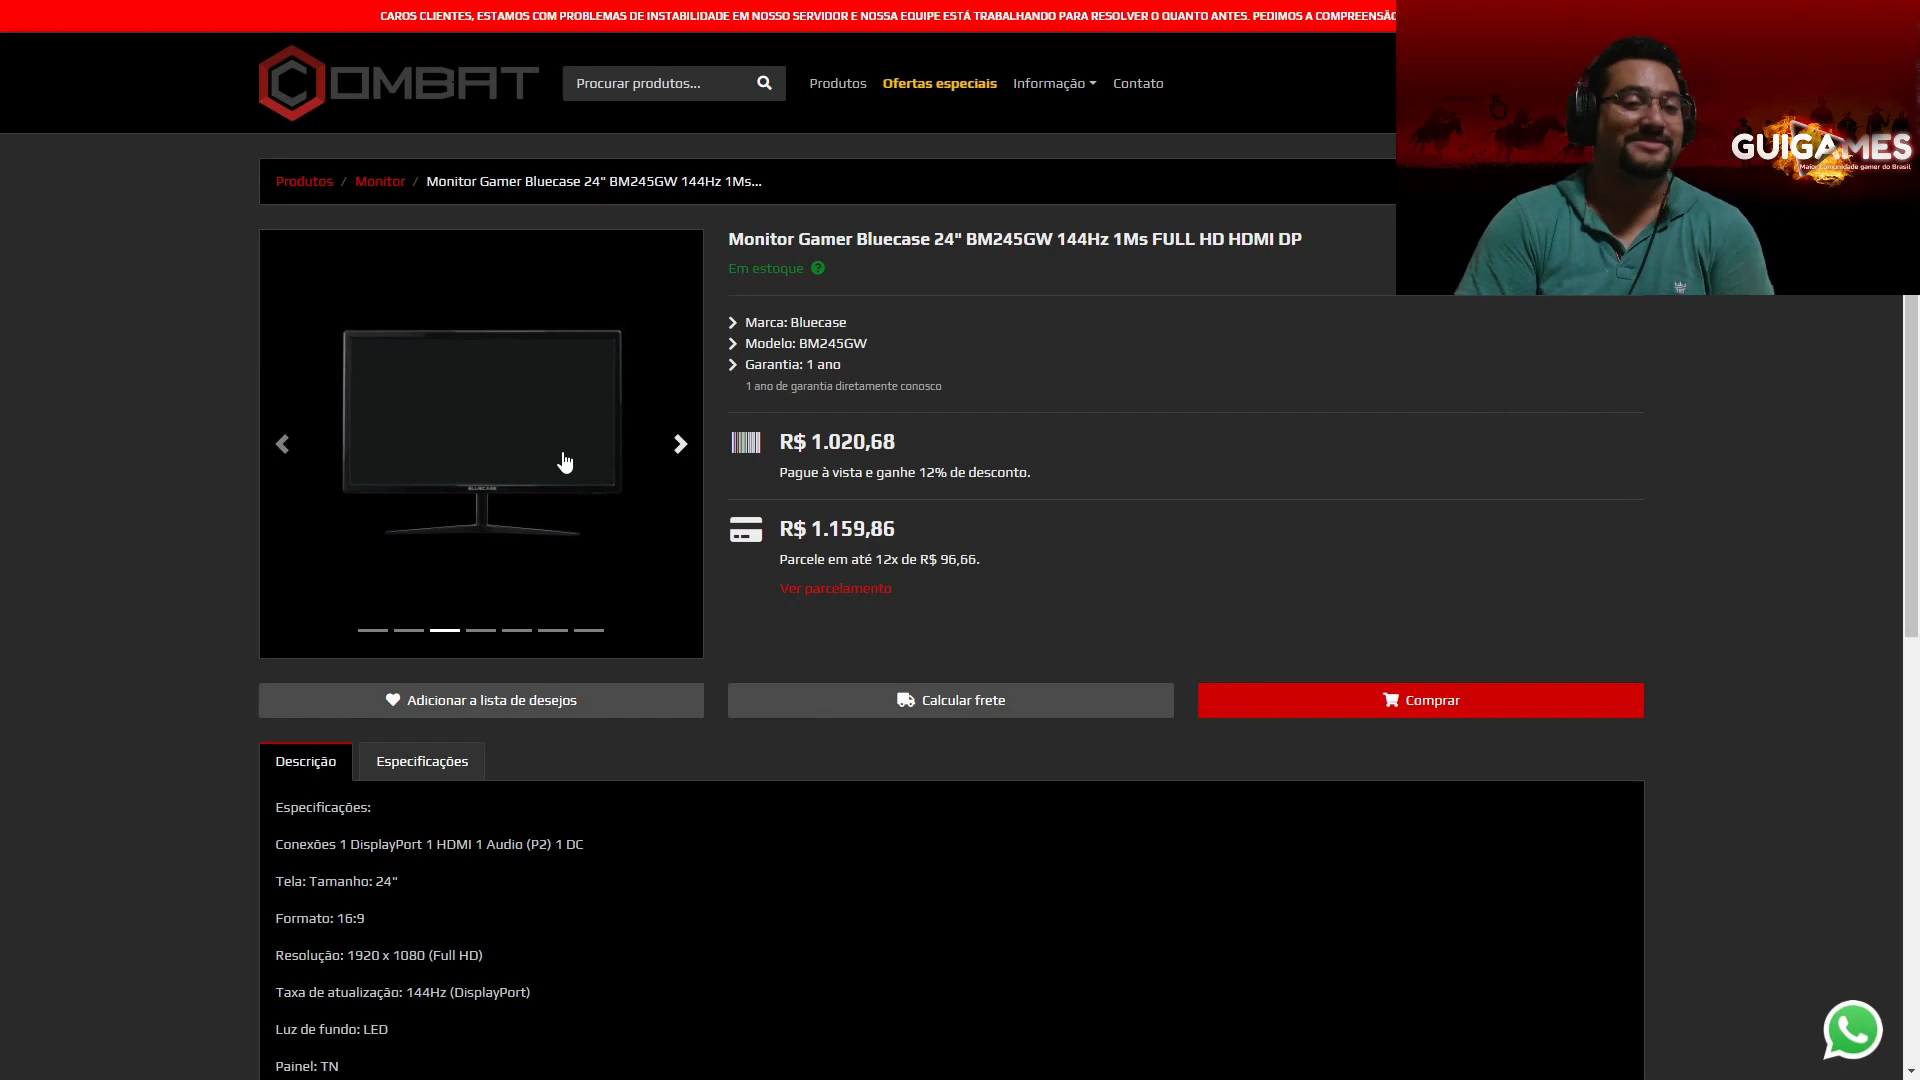 CAROS CLIENTES, ESTAMOS COM PROBLEMAS DE INSTABILIDADE EM NOSSO SERVIDOR E NOSSA EQUIPE ESTÁ TRABALHANDO PARA RESOLVER O QUANTO ANTES. PEDIMOS A COMPREENSÃO
COMBAT
Procurar produtos...
Produtos
Ofertas especiais
Informação
Contato
GUIGAMES
Maior Comunidade gamer do Brasil
Produtos / Monitor / Monitor Gamer Bluecase 24" BM245GW 144Hz 1Ms...
Monitor Gamer Bluecase 24" BM245GW 144Hz 1Ms FULL HD HDMI DP
Em estoque
Marca: Bluecase
Modelo: BM245GW
Garantia: 1 ano
1 ano de garantia diretamente conosco
BLUECASE
R$ 1.020,68
Pague à vista e ganhe 12% de desconto.
R$ 1.159,86
Parcele em até 12x de R$ 96,66.
Ver parcelamento
Adicionar a lista de desejos
Calcular frete
Comprar
Descrição
Especificações
Especificações:
Conexões 1 DisplayPort 1 HDMI 1 Audio (P2) 1 DC
Tela: Tamanho: 24"
Formato: 16:9
Resolução: 1920 x 1080 (Full HD)
Taxa de atualização: 144Hz (DisplayPort)
Luz de fundo: LED
Painel: TN